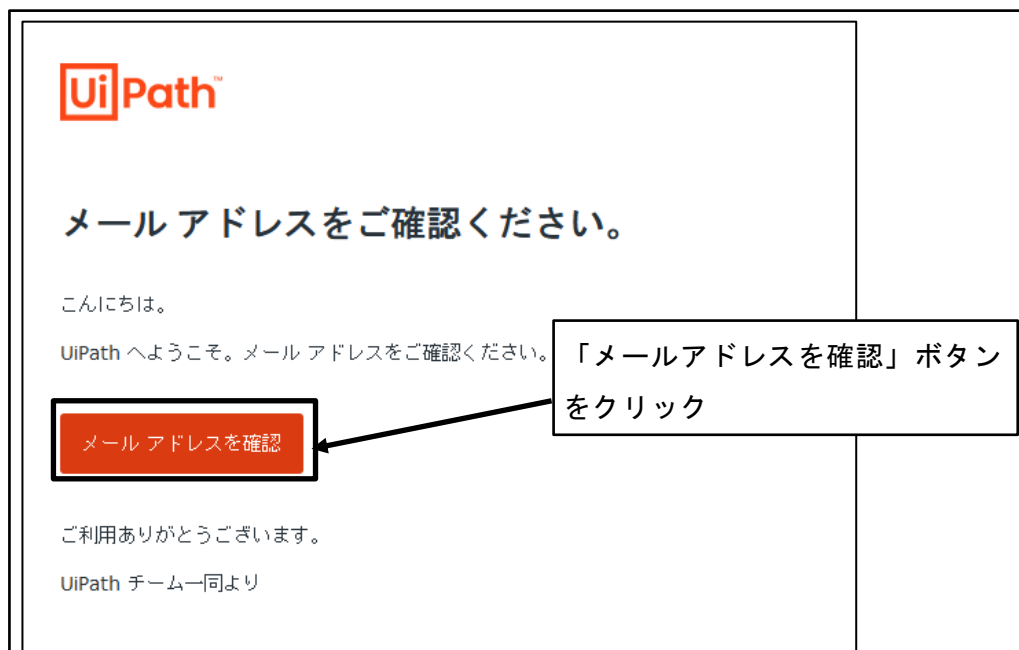 UiPath™
メール アドレスをご確認ください。
こんにちは。
UiPath へようこそ。メール アドレスをご確認ください。
「メールアドレスを確認」ボタン
をクリック
メール アドレスを確認
ご利用ありがとうございます。
UiPath チーム一同より